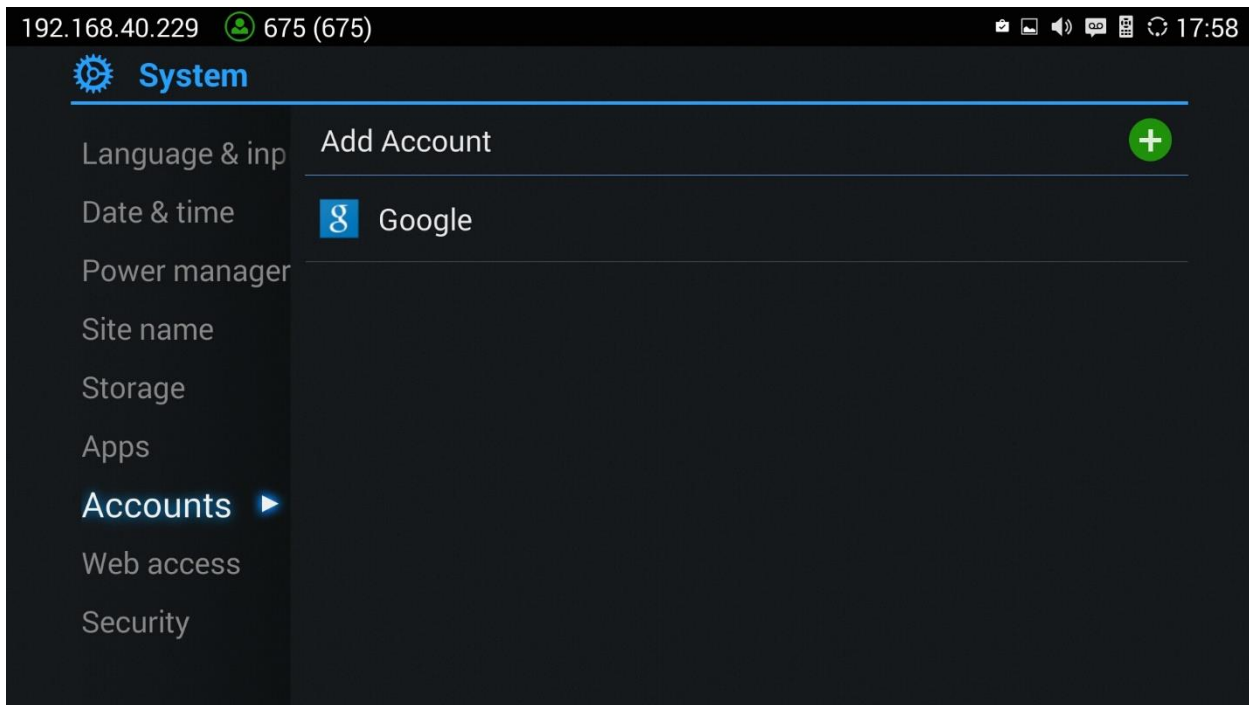 192.168.40.229 675 (675) 17:58
System
Language & inp
Date & time
Power manager
Site name
Storage
Apps
Accounts
Web access
Security
Add Account
g Google